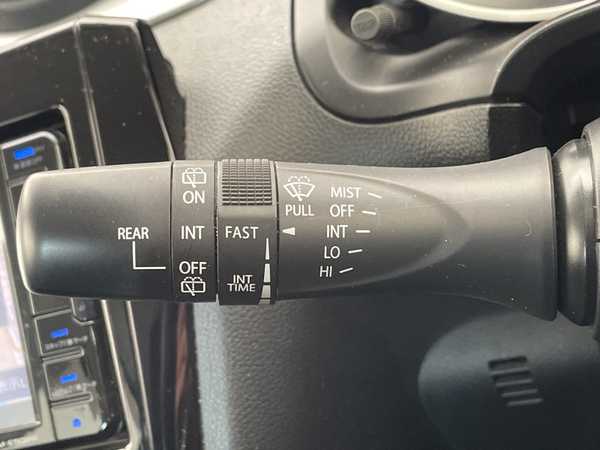 ON
REAR
INT
OFF
FAST
INT
TIME
PULL
MIST
OFF
INT
LO
HI